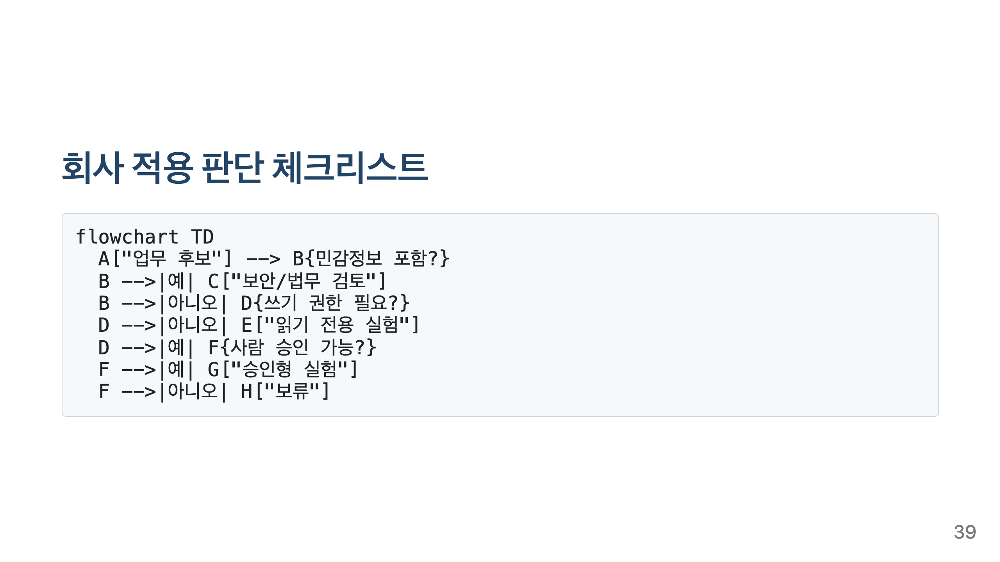 회사 적용 판단 체크리스트
flowchart TD
  A["업무 후보"] --> B{민감정보 포함?}
  B -->|예| C["보안/법무 검토"]
  B -->|아니오| D{쓰기 권한 필요?}
  D -->|아니오| E["읽기 전용 실험"]
  D -->|예| F{사람 승인 가능?}
  F -->|예| G["승인형 실험"]
  F -->|아니오| H["보류"]
39